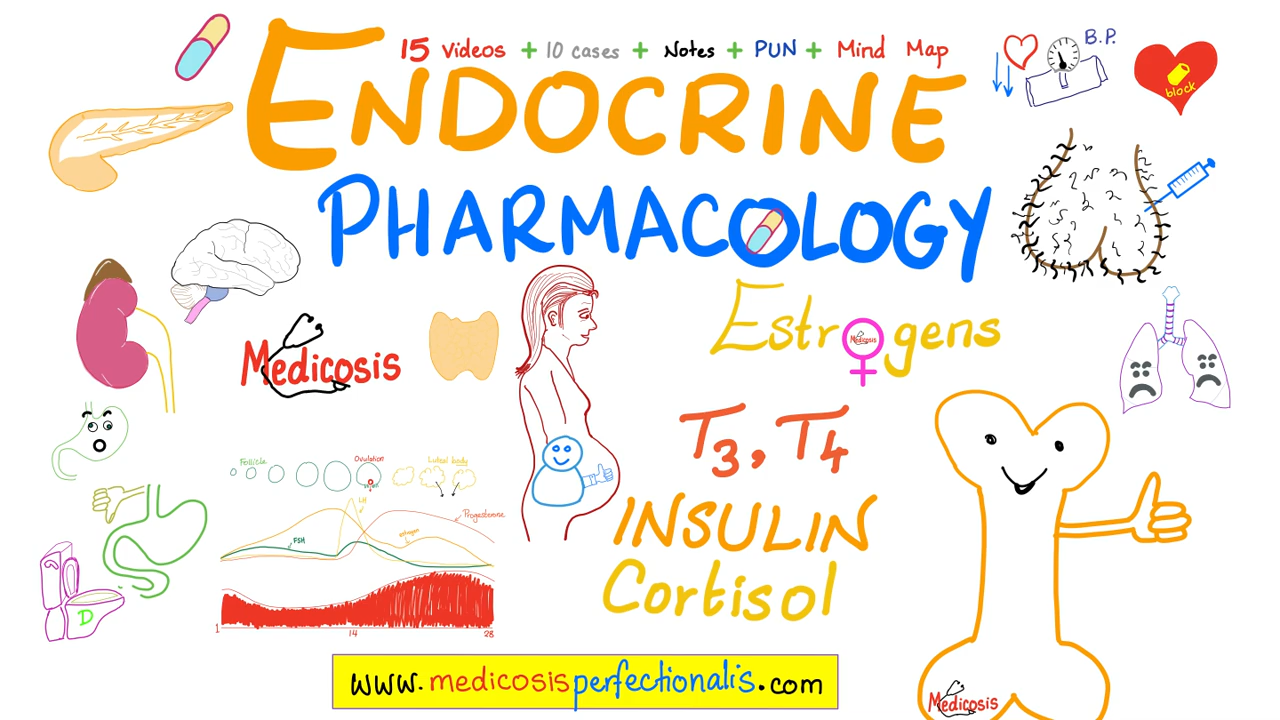 15 Videos + 10 cases + Notes + PUN + Mind Map
ENDOCRINE
PHARMACOLOGY
B.P.
block
Estrogens
Medicosis
Medicosis
T3, T4
INSULIN
Cortisol
Follicle
Ovulation
Luteal body
LH
Progesterone
estrogen
FSH
1
14
28
D
www.medicosisperfectionalis.com
Medicosis